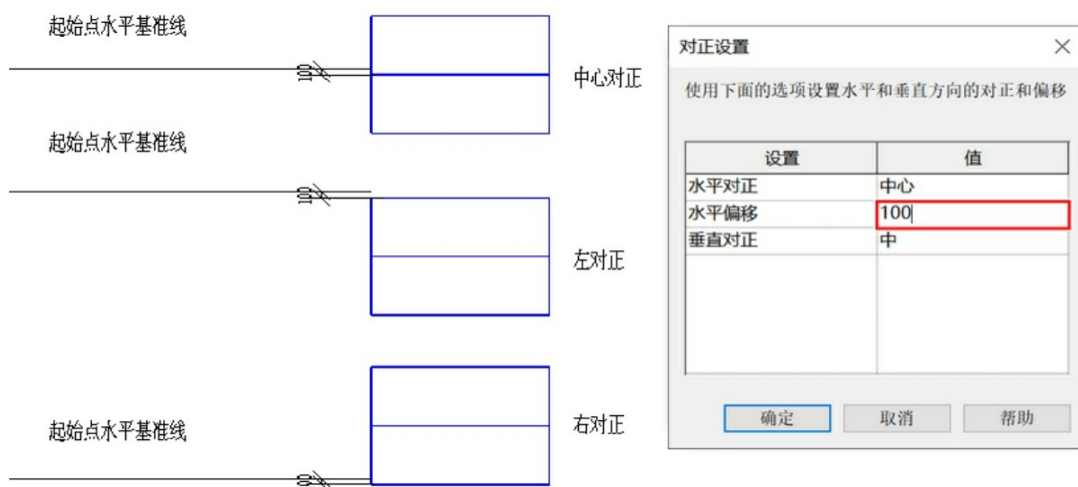 起始点水平基准线
100
中心对正
起始点水平基准线
100
左对正
起始点水平基准线
100
右对正
对正设置
使用下面的选项设置水平和垂直方向的对正和偏移
设置 值
水平对正 中心
水平偏移 100
垂直对正 中
确定 取消 帮助